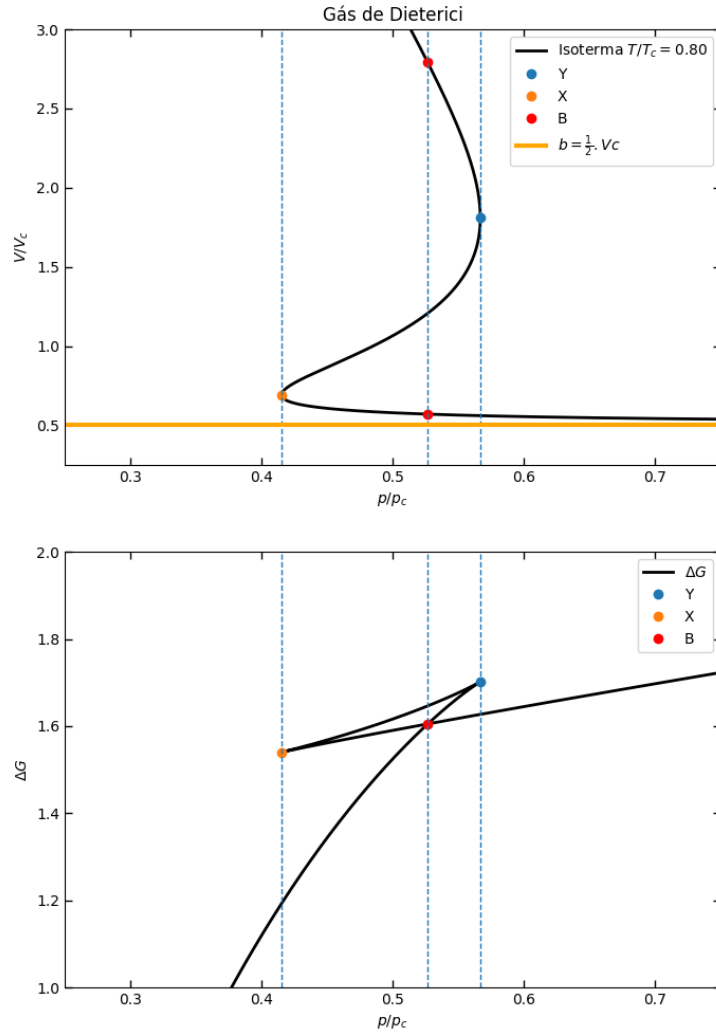 Gás de Dieterici
3.0
2.5
2.0
1.5
1.0
0.5
V/V_c
0.3 0.4 0.5 0.6 0.7
p/p_c
Isoterma T/T_c = 0.80
Y
X
B
b = 1/2 . Vc
2.0
1.8
1.6
1.4
1.2
1.0
ΔG
0.3 0.4 0.5 0.6 0.7
p/p_c
ΔG
Y
X
B